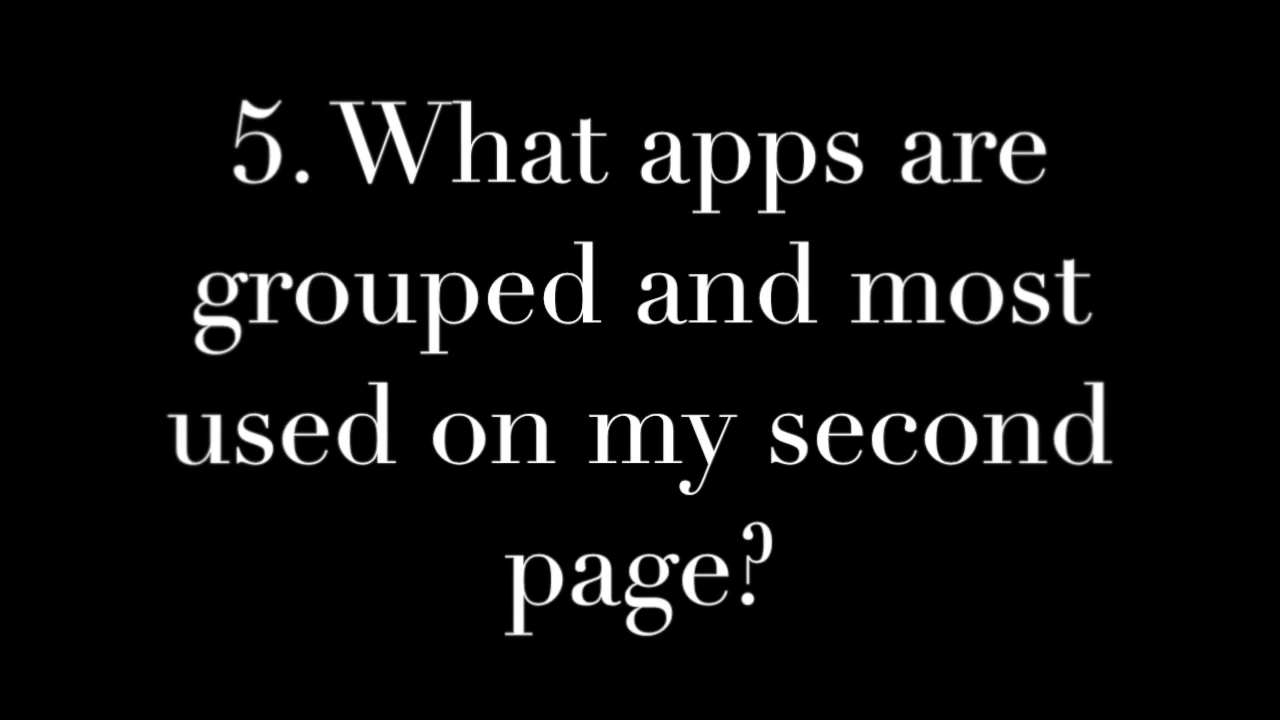 5. What apps are
grouped and most
used on my second
page?